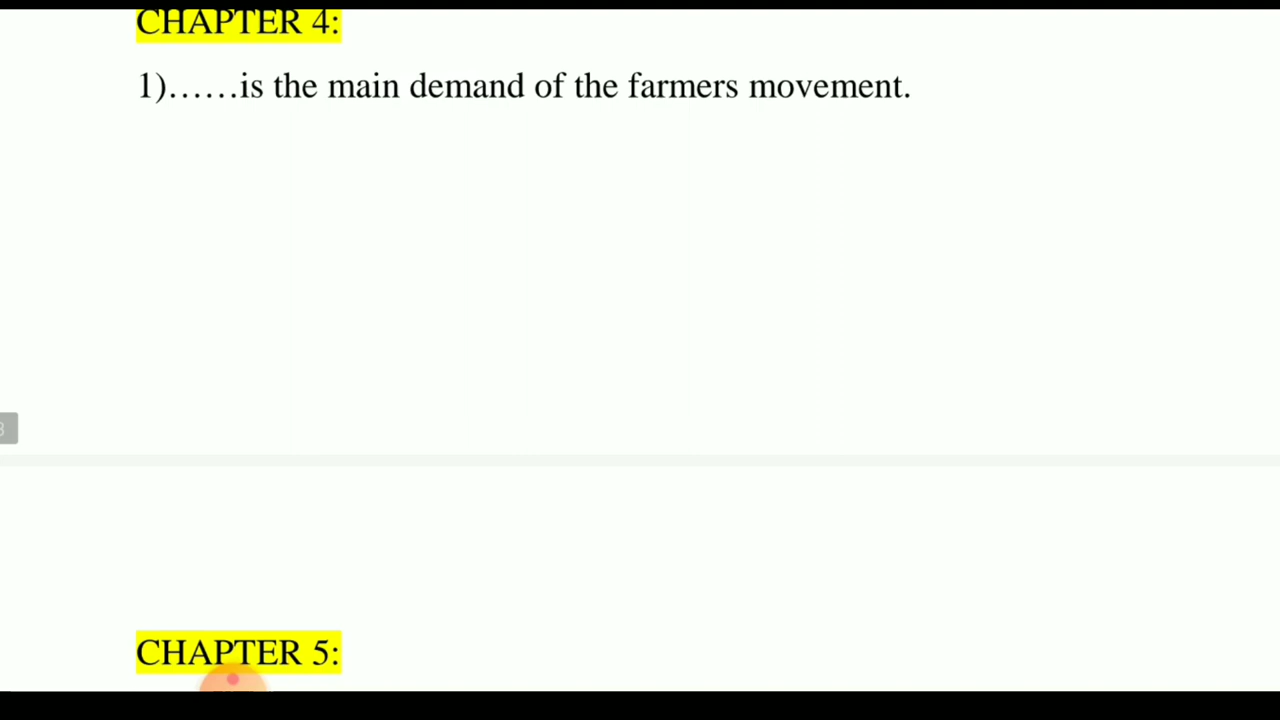 CHAPTER 4:
1)......is the main demand of the farmers movement.
CHAPTER 5: